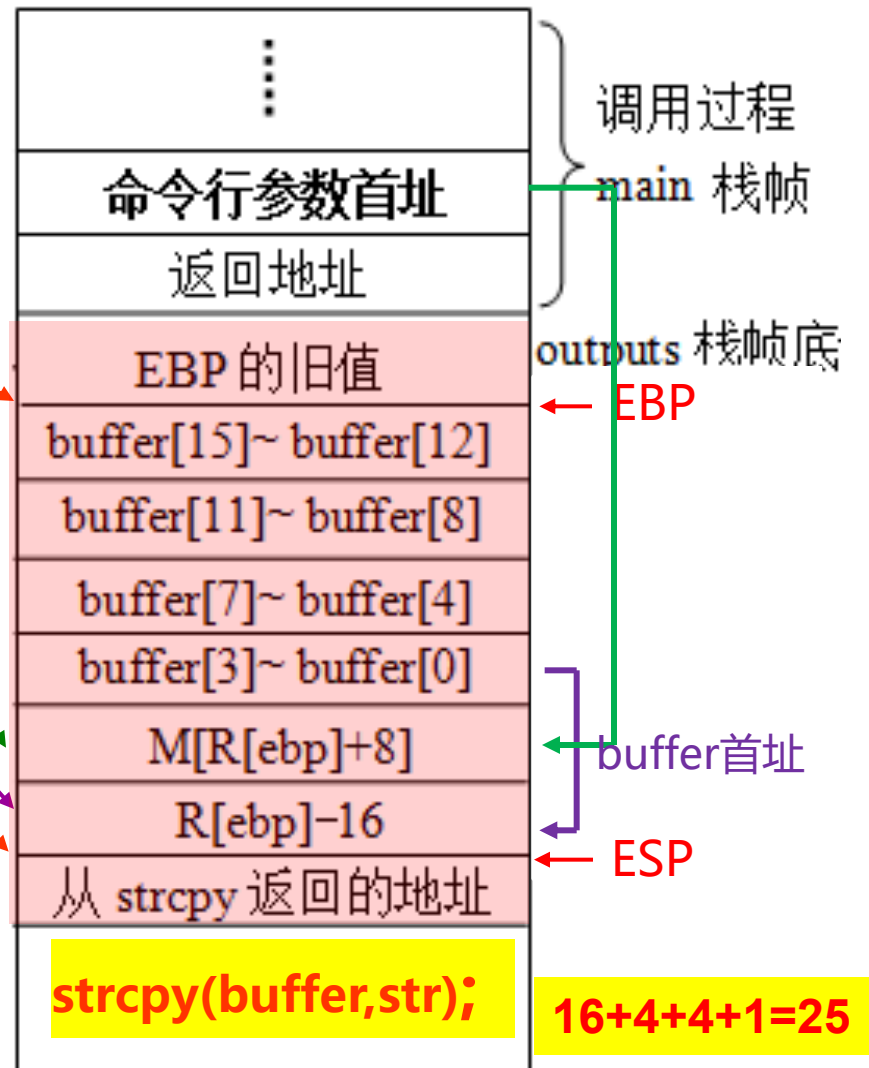 调用过程
main 栈帧
命令行参数首址
返回地址
outputs 栈帧底
EBP 的旧值
EBP
buffer[15]~ buffer[12]
buffer[11]~ buffer[8]
buffer[7]~ buffer[4]
buffer[3]~ buffer[0]
M[R[ebp]+8]
buffer首址
R[ebp]−16
ESP
从 strcpy 返回的地址
strcpy(buffer,str);
16+4+4+1=25